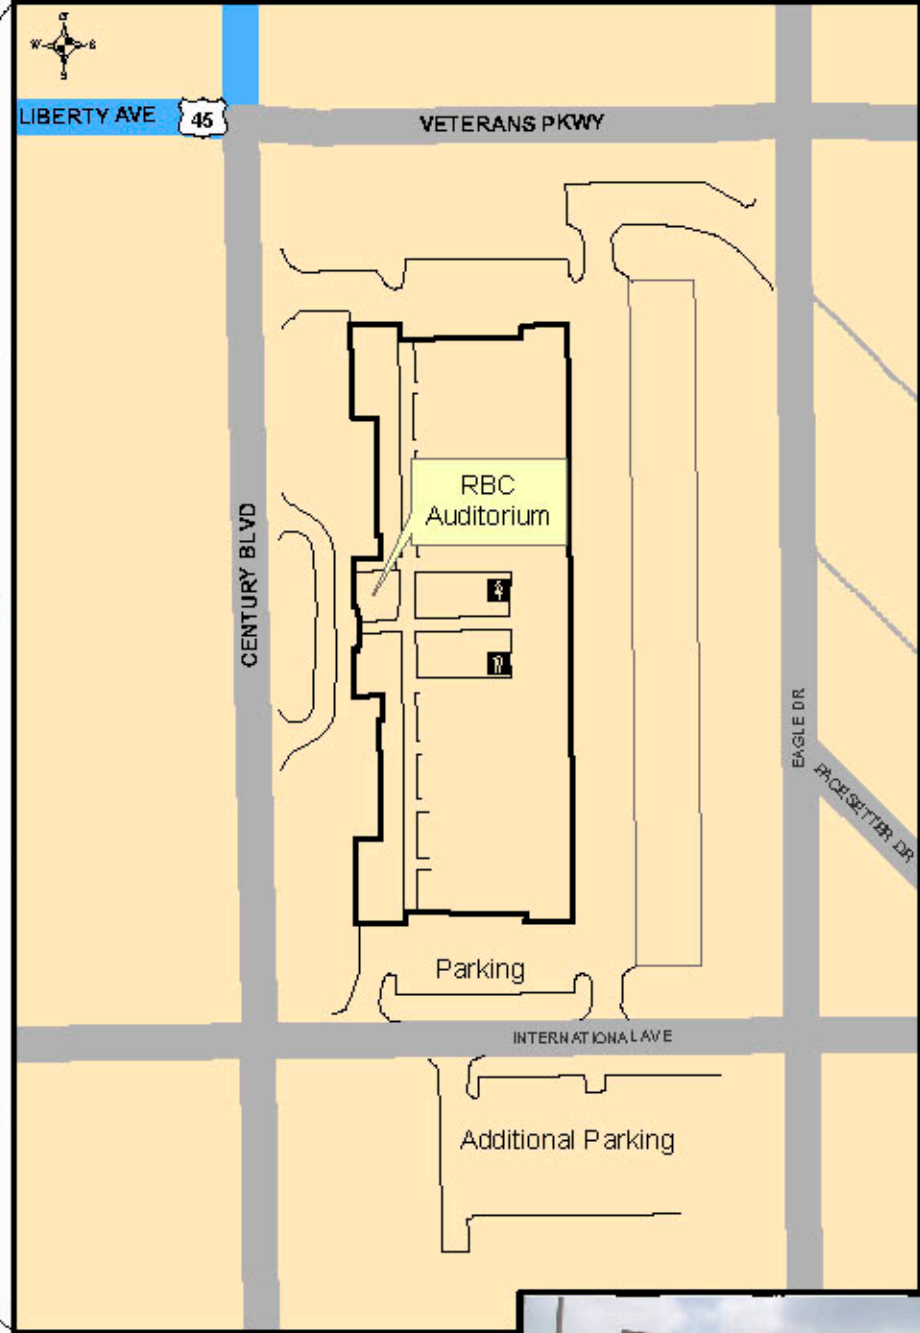 W E
S
LIBERTY AVE
45
VETERANS PKWY
RBC
Auditorium
CENTURY BLVD
EAGLE DR
PACESETTER DR
Parking
INTERNATIONAL AVE
Additional Parking